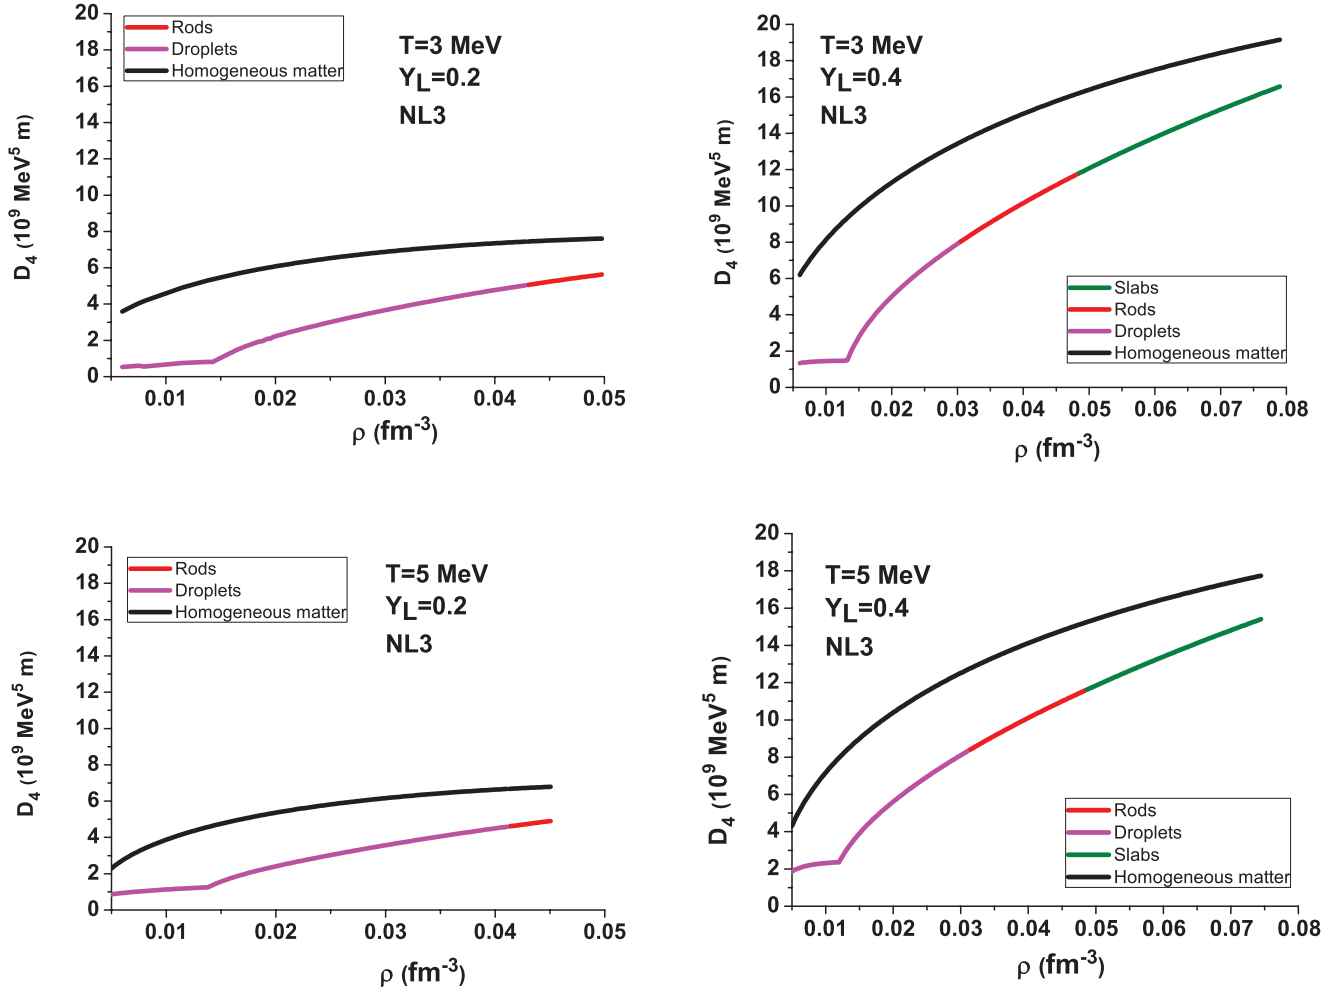 20
18
16
14
12
10
8
6
4
2
0
D4 (10^9 MeV^5 m)
Rods
Droplets
Homogeneous matter
T=3 MeV
YL=0.2
NL3
0.01 0.02 0.03 0.04 0.05
ρ (fm^-3)
20
18
16
14
12
10
8
6
4
2
0
D4 (10^9 MeV^5 m)
T=3 MeV
YL=0.4
NL3
Slabs
Rods
Droplets
Homogeneous matter
0.01 0.02 0.03 0.04 0.05 0.06 0.07 0.08
ρ (fm^-3)
20
18
16
14
12
10
8
6
4
2
0
D4 (10^9 MeV^5 m)
Rods
Droplets
Homogeneous matter
T=5 MeV
YL=0.2
NL3
0.01 0.02 0.03 0.04 0.05
ρ (fm^-3)
20
18
16
14
12
10
8
6
4
2
0
D4 (10^9 MeV^5 m)
T=5 MeV
YL=0.4
NL3
Rods
Droplets
Slabs
Homogeneous matter
0.01 0.02 0.03 0.04 0.05 0.06 0.07 0.08
ρ (fm^-3)